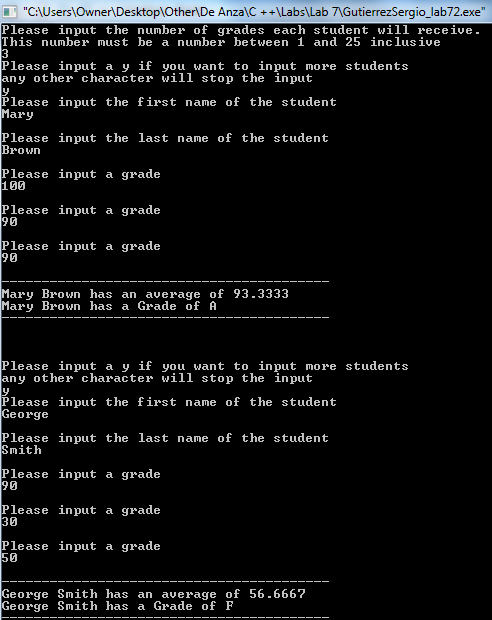 "C:\Users\Owner\Desktop\Other\De Anza\C ++\Labs\Lab 7\GutierrezSergio_lab72.exe"
Please input the number of grades each student will receive.
This number must be a number between 1 and 25 inclusive
3
Please input a y if you want to input more students
any other character will stop the input
y
Please input the first name of the student
Mary
Please input the last name of the student
Brown
Please input a grade
100
Please input a grade
90
Please input a grade
90
-----------------------------------------
Mary Brown has an average of 93.3333
Mary Brown has a Grade of A
-----------------------------------------
Please input a y if you want to input more students
any other character will stop the input
y
Please input the first name of the student
George
Please input the last name of the student
Smith
Please input a grade
90
Please input a grade
30
Please input a grade
50
-----------------------------------------
George Smith has an average of 56.6667
George Smith has a Grade of F
-----------------------------------------